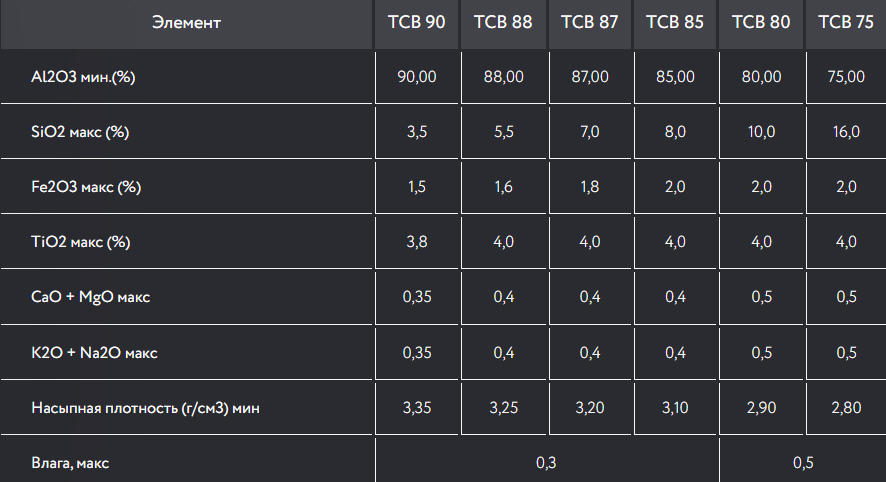 Элемент ТСВ 90 ТСВ 88 ТСВ 87 ТСВ 85 ТСВ 80 ТСВ 75
Al2O3 мин.(%) 90,00 88,00 87,00 85,00 80,00 75,00
SiO2 макс (%) 3,5 5,5 7,0 8,0 10,0 16,0
Fe2O3 макс (%) 1,5 1,6 1,8 2,0 2,0 2,0
TiO2 макс (%) 3,8 4,0 4,0 4,0 4,0 4,0
CaO + MgO макс 0,35 0,4 0,4 0,4 0,5 0,5
K2O + Na2O макс 0,35 0,4 0,4 0,4 0,5 0,5
Насыпная плотность (г/см3) мин 3,35 3,25 3,20 3,10 2,90 2,80
Влага, макс 0,3 0,5